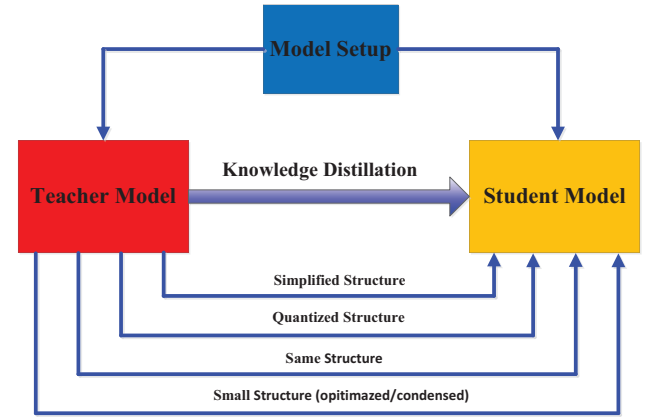 Model Setup
Knowledge Distillation
Teacher Model
Student Model
Simplified Structure
Quantized Structure
Same Structure
Small Structure (opitimazed/condensed)